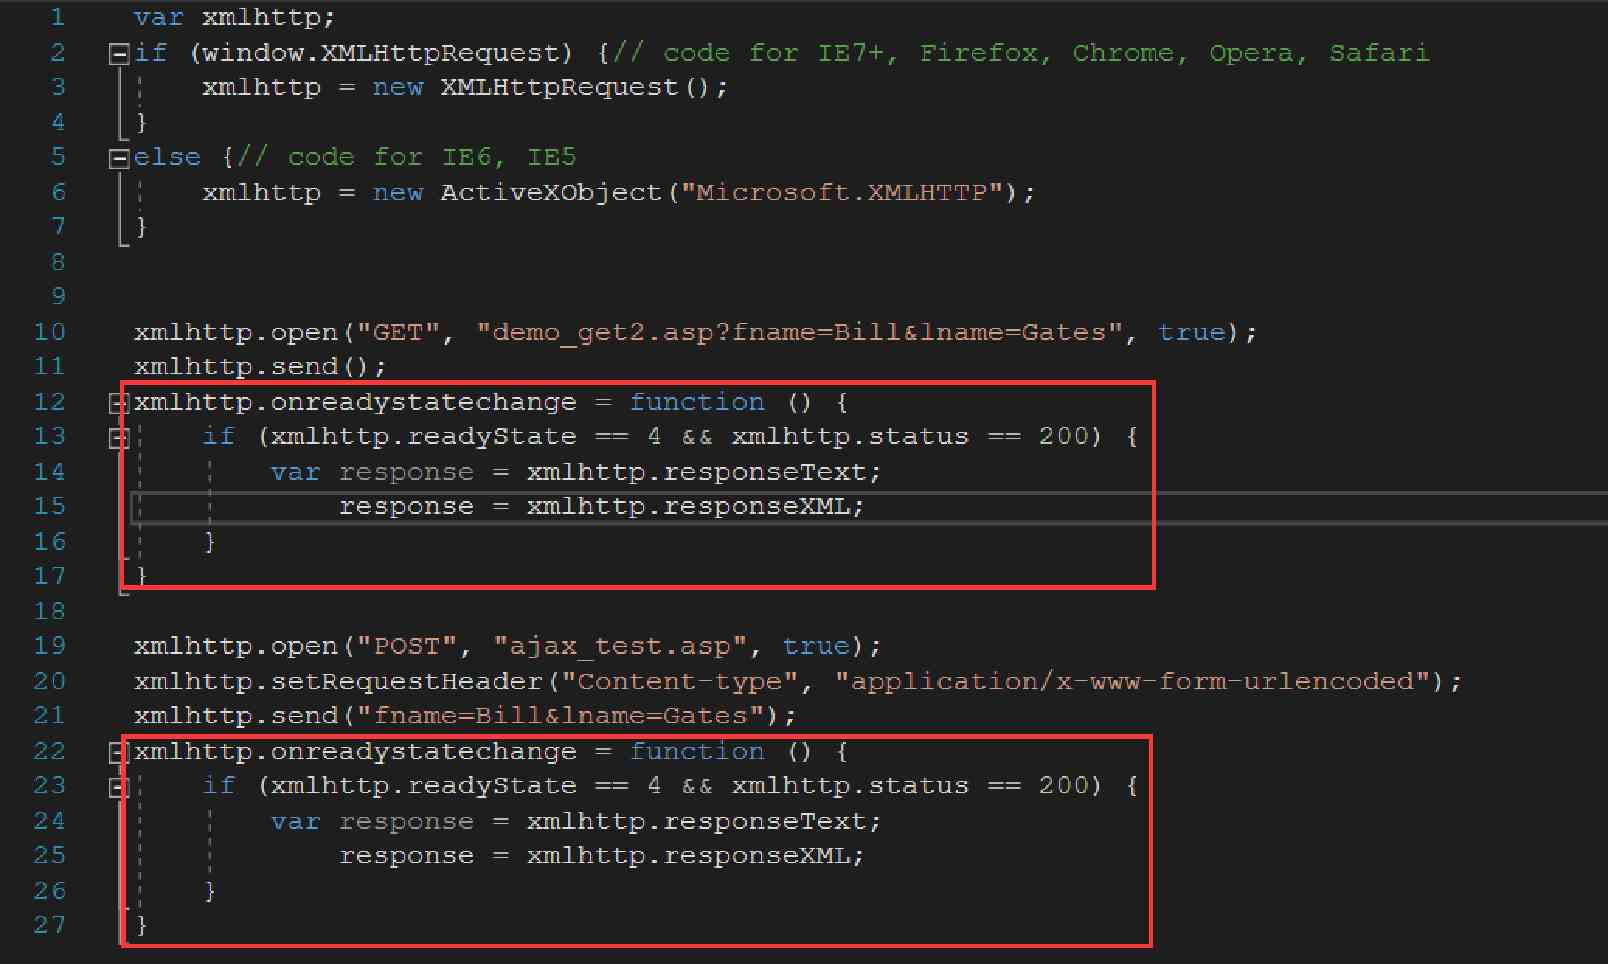 1 var xmlhttp;
2 if (window.XMLHttpRequest) {// code for IE7+, Firefox, Chrome, Opera, Safari
3 xmlhttp = new XMLHttpRequest();
4 }
5 else {// code for IE6, IE5
6 xmlhttp = new ActiveXObject("Microsoft.XMLHTTP");
7 }
8
9
10 xmlhttp.open("GET", "demo_get2.asp?fname=Bill&lname=Gates", true);
11 xmlhttp.send();
12 xmlhttp.onreadystatechange = function () {
13 if (xmlhttp.readyState == 4 && xmlhttp.status == 200) {
14 var response = xmlhttp.responseText;
15 response = xmlhttp.responseXML;
16 }
17 }
18
19 xmlhttp.open("POST", "ajax_test.asp", true);
20 xmlhttp.setRequestHeader("Content-type", "application/x-www-form-urlencoded");
21 xmlhttp.send("fname=Bill&lname=Gates");
22 xmlhttp.onreadystatechange = function () {
23 if (xmlhttp.readyState == 4 && xmlhttp.status == 200) {
24 var response = xmlhttp.responseText;
25 response = xmlhttp.responseXML;
26 }
27 }